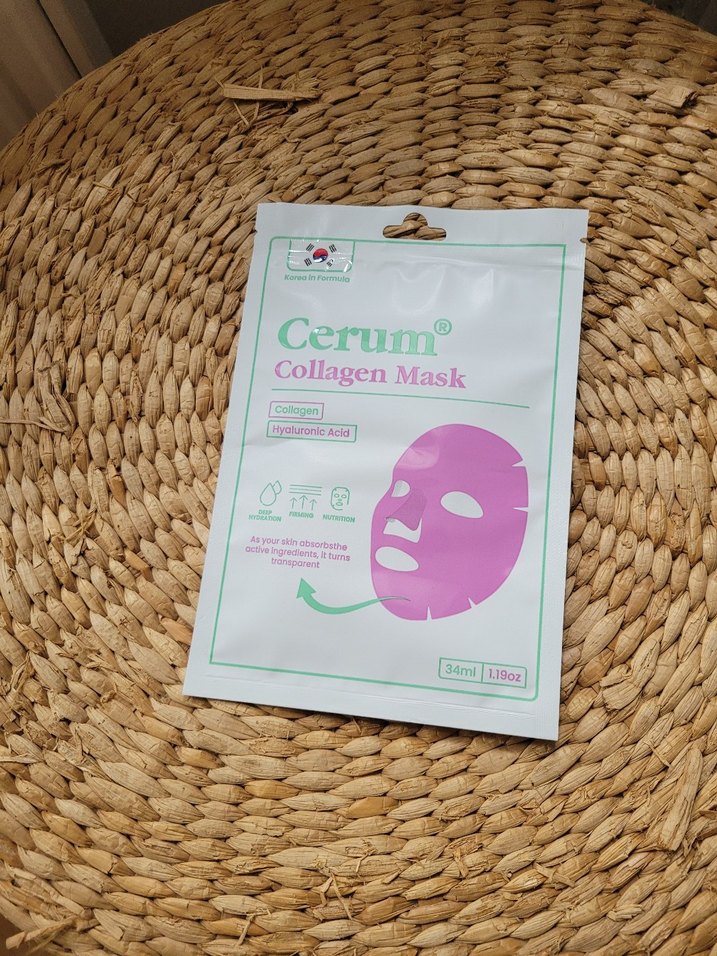 Korea in Formula
Cerum®
Collagen Mask
Collagen
Hyaluronic Acid
DEEP
HYDRATION
FIRMING
NUTRITION
As your skin absorbsthe
active ingredients, it turns
transparent
34ml
1.19oz